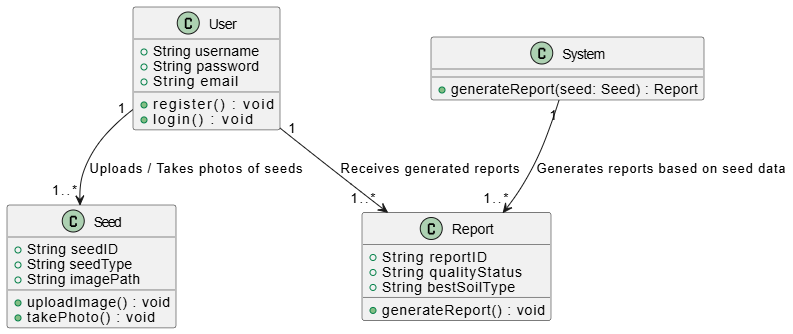 C User
String username
String password
String email
register() : void
login() : void
C System
generateReport(seed: Seed) : Report
1
1
1
Uploads / Takes photos of seeds
Receives generated reports
Generates reports based on seed data
1..*
1..*
1..*
C Seed
String seedID
String seedType
String imagePath
uploadImage() : void
takePhoto() : void
C Report
String reportID
String qualityStatus
String bestSoilType
generateReport() : void